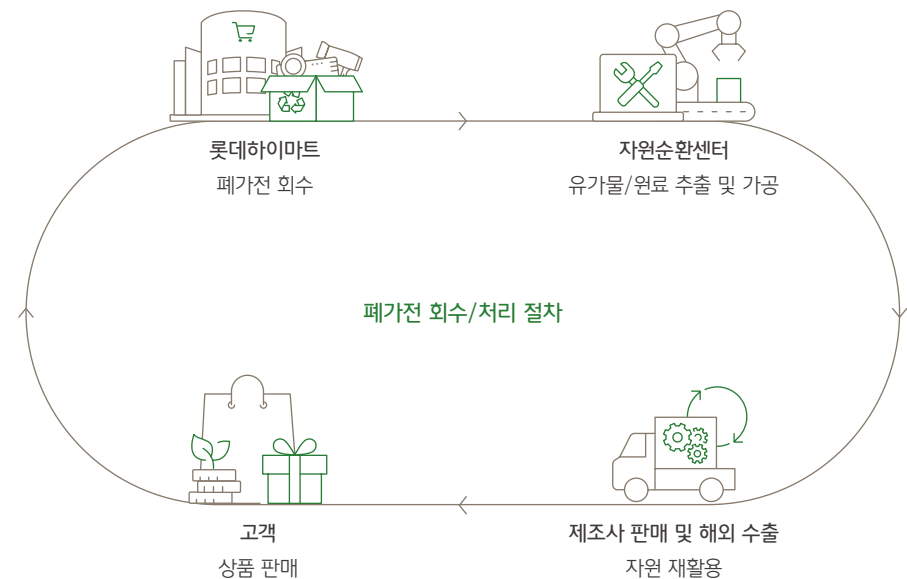 롯데하이마트
폐가전 회수
자원순환센터
유가물/원료 추출 및 가공
폐가전 회수/처리 절차
고객
상품 판매
제조사 판매 및 해외 수출
자원 재활용